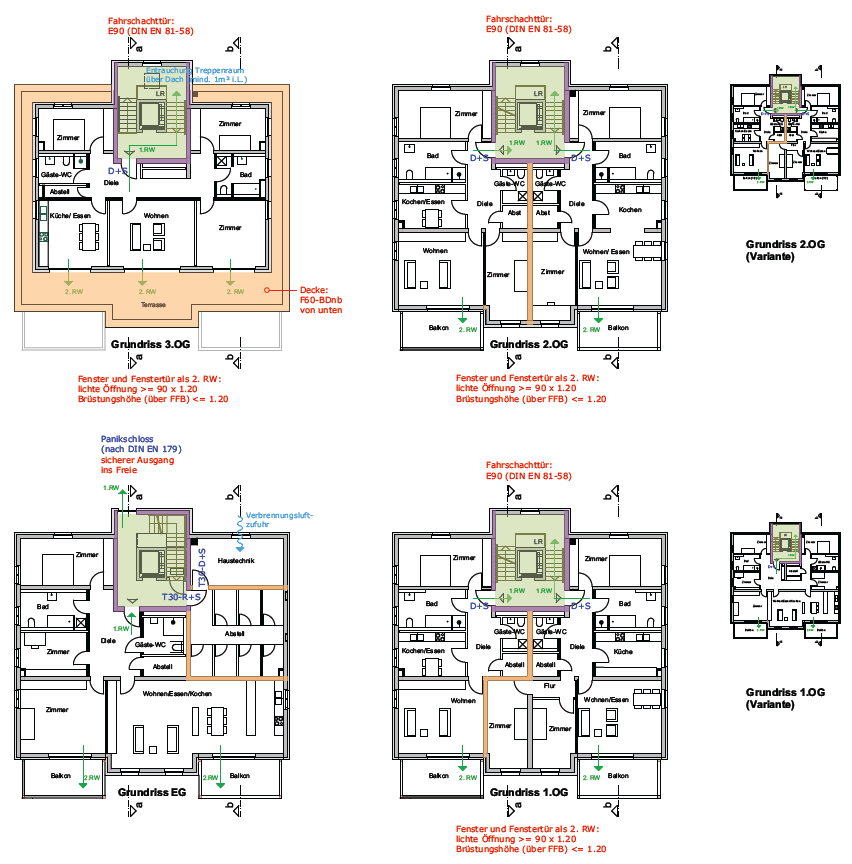 Fahrschachttür:
E90 (DIN EN 81-58)
a
b
Entrauchung Treppenraum
über Dach (mind. 1m² i.L.)
LR
Zimmer
Zimmer
1.RW
D+S
Gäste-WC
Diele
Bad
Abstell
Küche/ Essen
Wohnen
Zimmer
2. RW
2. RW
2. RW
Terrasse
Decke:
F60-BDnb
von unten
Grundriss 3.OG
a
b
Fenster und Fenstertür als 2. RW:
lichte Öffnung >= 90 x 1.20
Brüstungshöhe (über FFB) <= 1.20
Fahrschachttür:
E90 (DIN EN 81-58)
a
b
LR
Zimmer
Zimmer
1.RW
1.RW
Bad
D+S
D+S
Bad
Gäste-WC
Gäste-WC
Kochen/Essen
Diele
Abst
Abst
Diele
Kochen
Wohnen
Wohnen/ Essen
Zimmer
Zimmer
2. RW
2. RW
Balkon
Balkon
Grundriss 2.OG
a
b
Fenster und Fenstertür als 2. RW:
lichte Öffnung >= 90 x 1.20
Brüstungshöhe (über FFB) <= 1.20
Grundriss 2.OG
(Variante)
Panikschloss
(nach DIN EN 179)
sicherer Ausgang
ins Freie
1.RW
a
b
Verbrennungsluft-
zufuhr
Zimmer
T30-D+S
Haustechnik
T30-R+S
Bad
1.RW
Abstell
Diele
Gäste-WC
Zimmer
Abstell
Wohnen/Essen/Kochen
Zimmer
2.RW
2.RW
Balkon
Balkon
Grundriss EG
a
b
Fahrschachttür:
E90 (DIN EN 81-58)
a
b
LR
Zimmer
Zimmer
1.RW
1.RW
Bad
D+S
D+S
Bad
Gäste-WC
Gäste-WC
Kochen/Essen
Diele
Diele
Küche
Abstell
Abstell
Flur
Wohnen
Wohnen/Essen
Zimmer
Zimmer
2. RW
2. RW
Balkon
Balkon
Grundriss 1.OG
a
b
Fenster und Fenstertür als 2. RW:
lichte Öffnung >= 90 x 1.20
Brüstungshöhe (über FFB) <= 1.20
Grundriss 1.OG
(Variante)